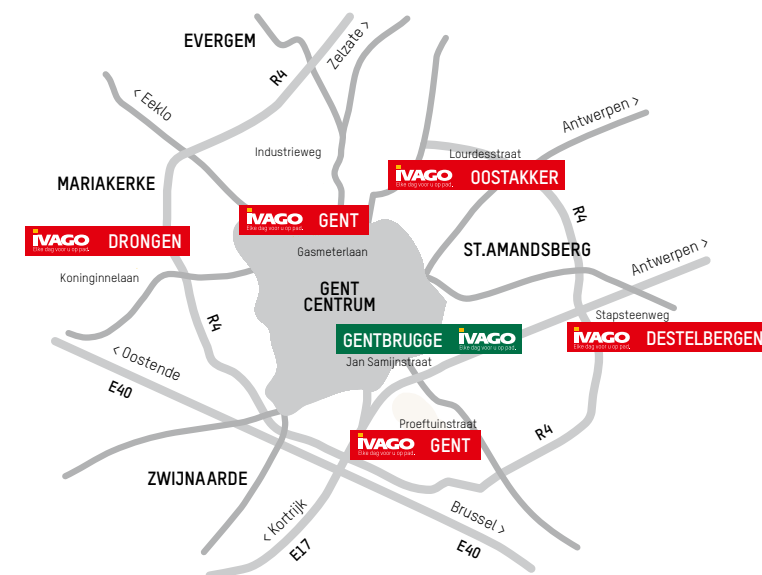 EVERGEM
Zelzate >
R4
< Eeklo
Antwerpen >
Industrieweg
Lourdesstraat
MARIAKERKE
IVAGO
Elke dag voor u op pad.
OOSTAKKER
IVAGO
Elke dag voor u op pad.
GENT
R4
IVAGO
Elke dag voor u op pad.
DRONGEN
Gasmeterlaan
ST.AMANDSBERG
Antwerpen >
Koninginnelaan
GENT
CENTRUM
R4
Stapsteenweg
GENTBRUGGE
IVAGO
Elke dag voor u op pad.
IVAGO
Elke dag voor u op pad.
DESTELBERGEN
Jan Samijnstraat
< Oostende
E40
Proeftuinstraat
IVAGO
Elke dag voor u op pad.
GENT
R4
ZWIJNAARDE
< Kortrijk
Brussel >
E17
E40